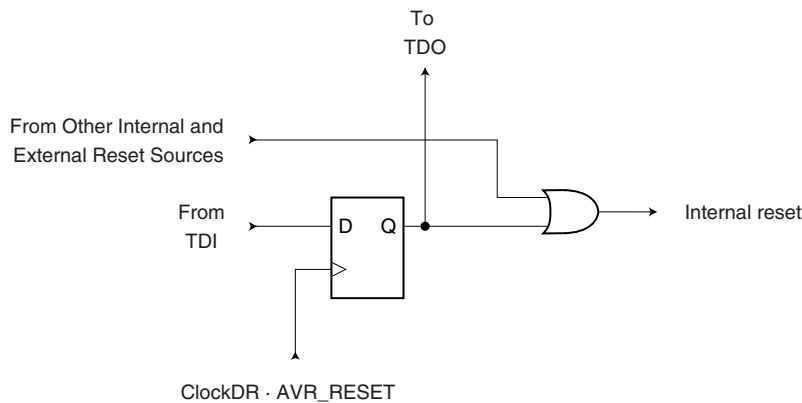 To
TDO
From Other Internal and
External Reset Sources
From
TDI
D
Q
Internal reset
ClockDR · AVR_RESET